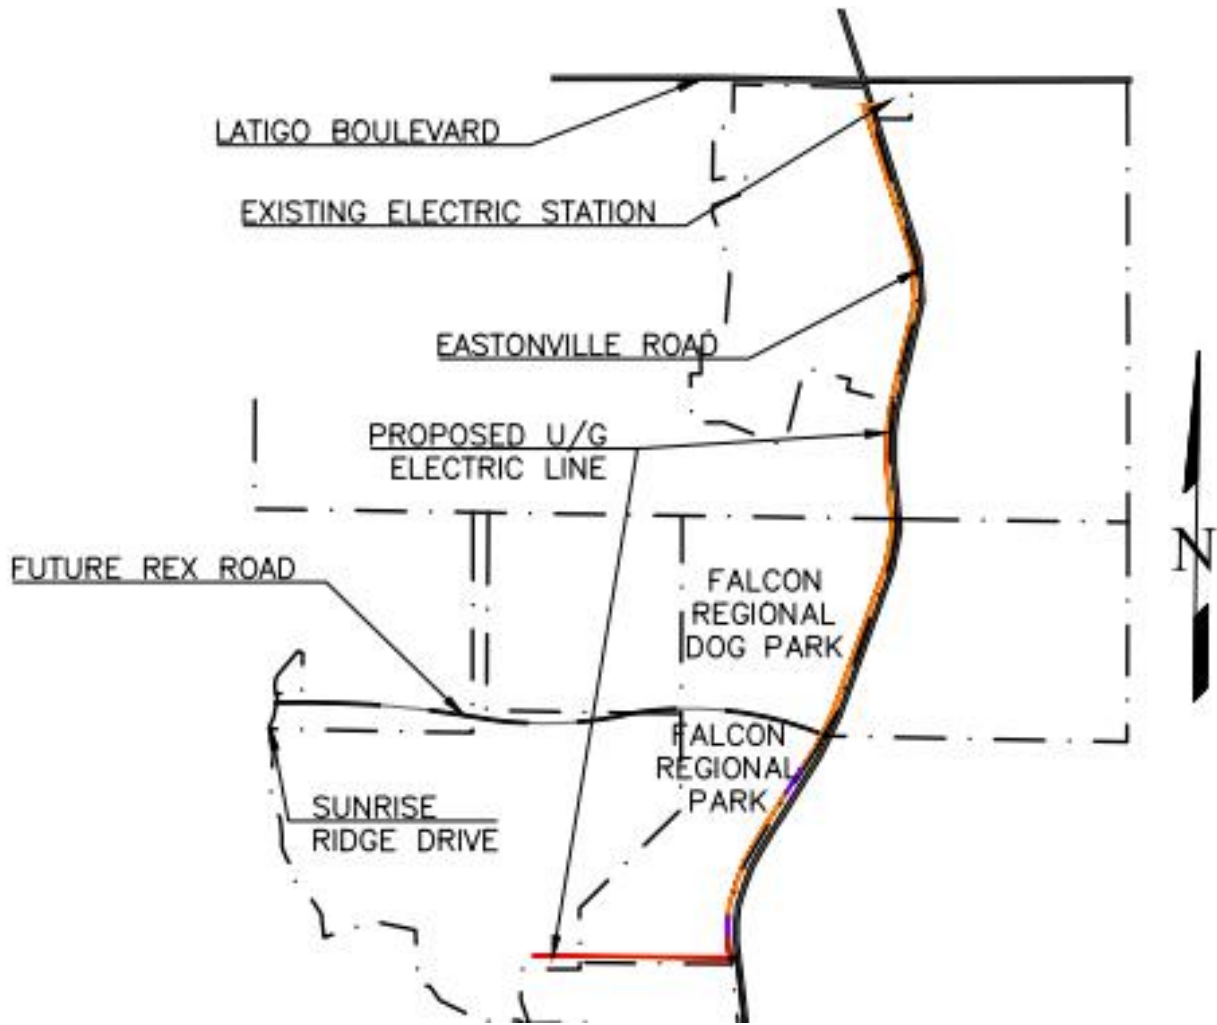 LATIGO BOULEVARD
EXISTING ELECTRIC STATION
EASTONVILLE ROAD
PROPOSED U/G
ELECTRIC LINE
N
FUTURE REX ROAD
FALCON
REGIONAL
DOG PARK
FALCON
REGIONAL
PARK
SUNRISE
RIDGE DRIVE